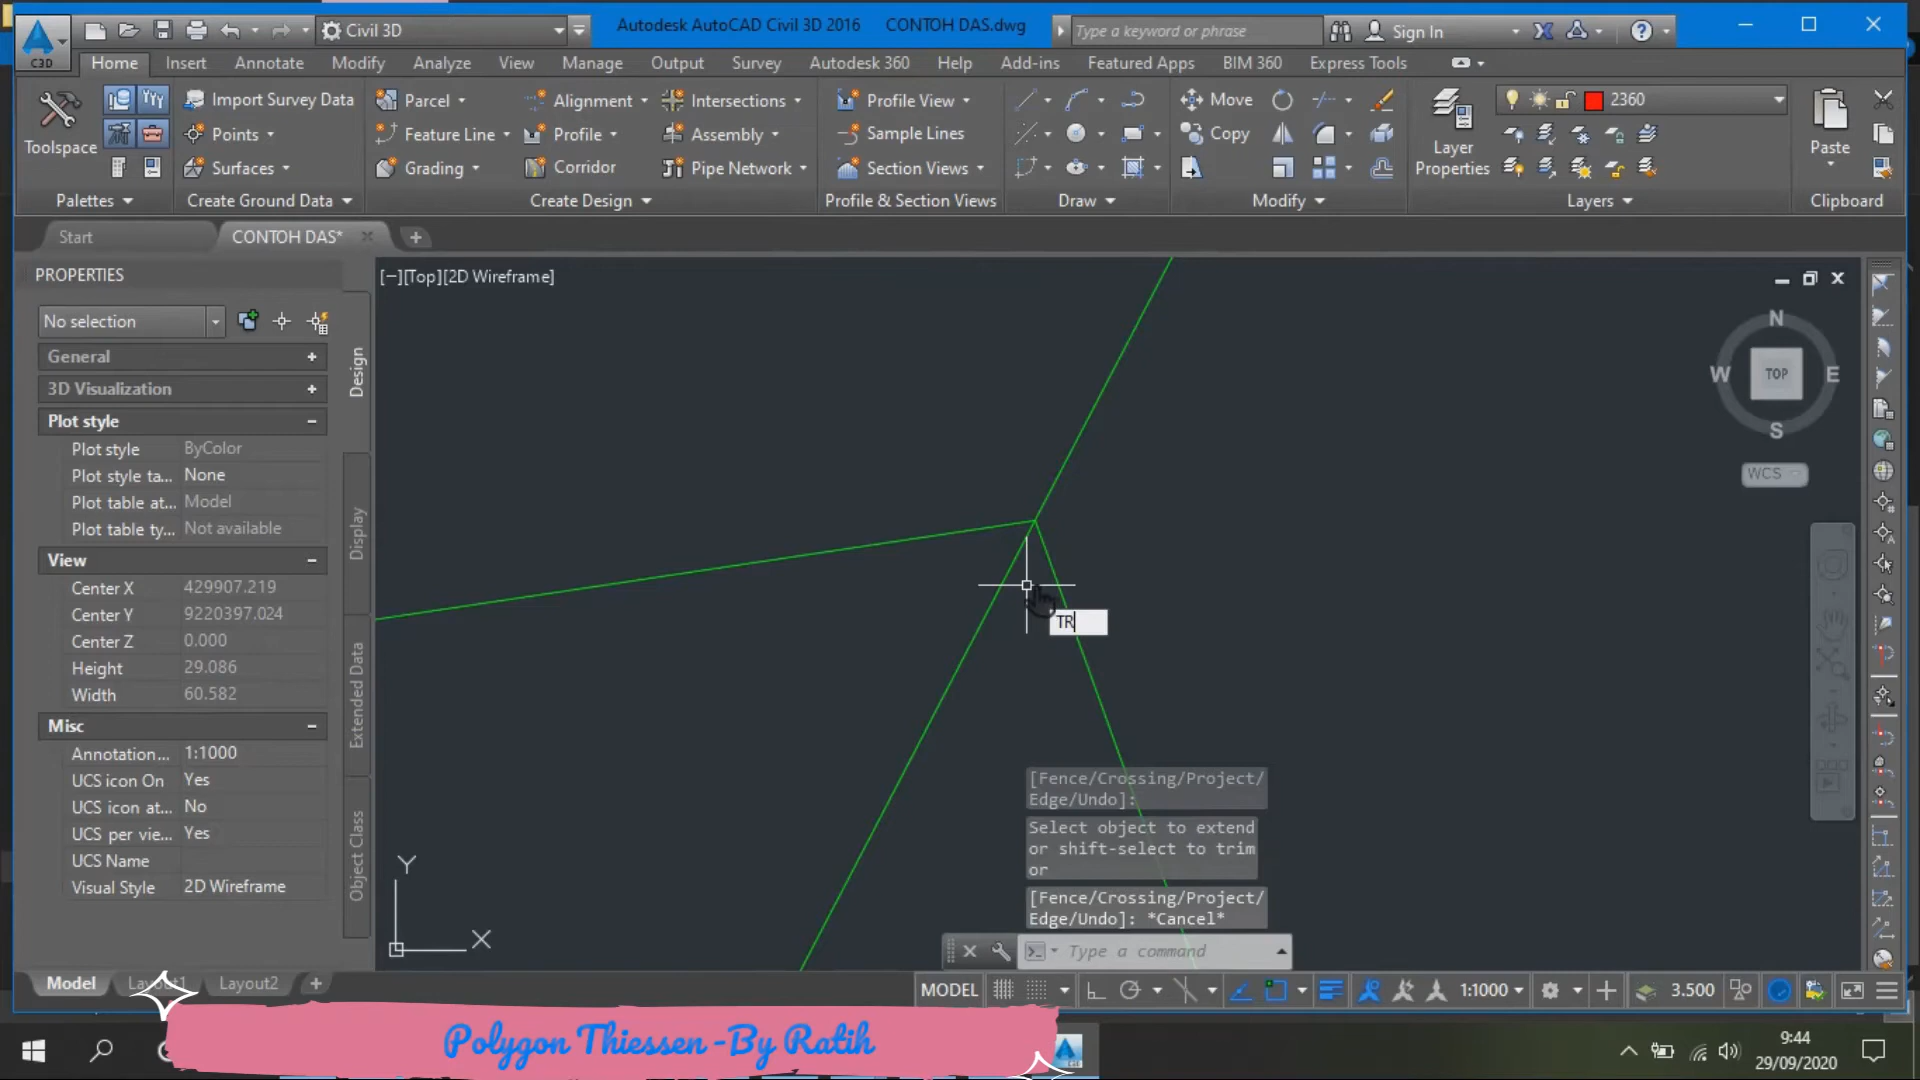 Civil 3D
Autodesk AutoCAD Civil 3D 2016 CONTOH DAS.dwg
Type a keyword or phrase
Sign In
C3D
Home Insert Annotate Modify Analyze View Manage Output Survey Autodesk 360 Help Add-ins Featured Apps BIM 360 Express Tools
Toolspace
Import Survey Data
Points
Surfaces
Parcel
Feature Line
Grading
Alignment
Profile
Corridor
Intersections
Assembly
Pipe Network
Profile View
Sample Lines
Section Views
Move
Copy
Layer
Properties
2360
Paste
Palettes
Create Ground Data
Create Design
Profile & Section Views
Draw
Modify
Layers
Clipboard
Start
CONTOH DAS*
PROPERTIES
No selection
General
3D Visualization
Plot style
Plot style ByColor
Plot style ta... None
Plot table at... Model
Plot table ty... Not available
View
Center X 429907.219
Center Y 9220397.024
Center Z 0.000
Height 29.086
Width 60.582
Misc
Annotation... 1:1000
UCS icon On Yes
UCS icon at... No
UCS per vie... Yes
UCS Name
Visual Style 2D Wireframe
Design
Display
Extended Data
Object Class
[−][Top][2D Wireframe]
N
W TOP E
S
WCS
TR
[Fence/Crossing/Project/
Edge/Undo]:
Select object to extend
or shift-select to trim
or
[Fence/Crossing/Project/
Edge/Undo]: *Cancel*
Type a command
Y
X
Model Layout1 Layout2
MODEL 1:1000 3.500
Polygon Thiessen -By Ratih
9:44
29/09/2020